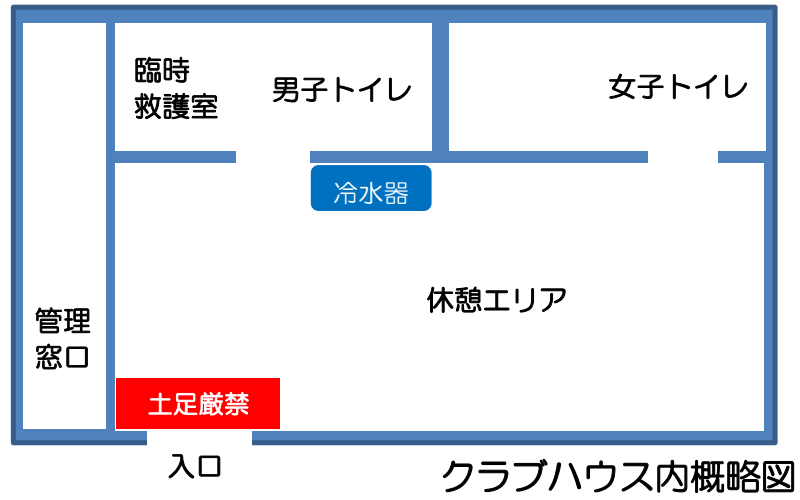 臨時
救護室
男子トイレ
女子トイレ
冷水器
休憩エリア
管理
窓口
土足厳禁
入口
クラブハウス内概略図